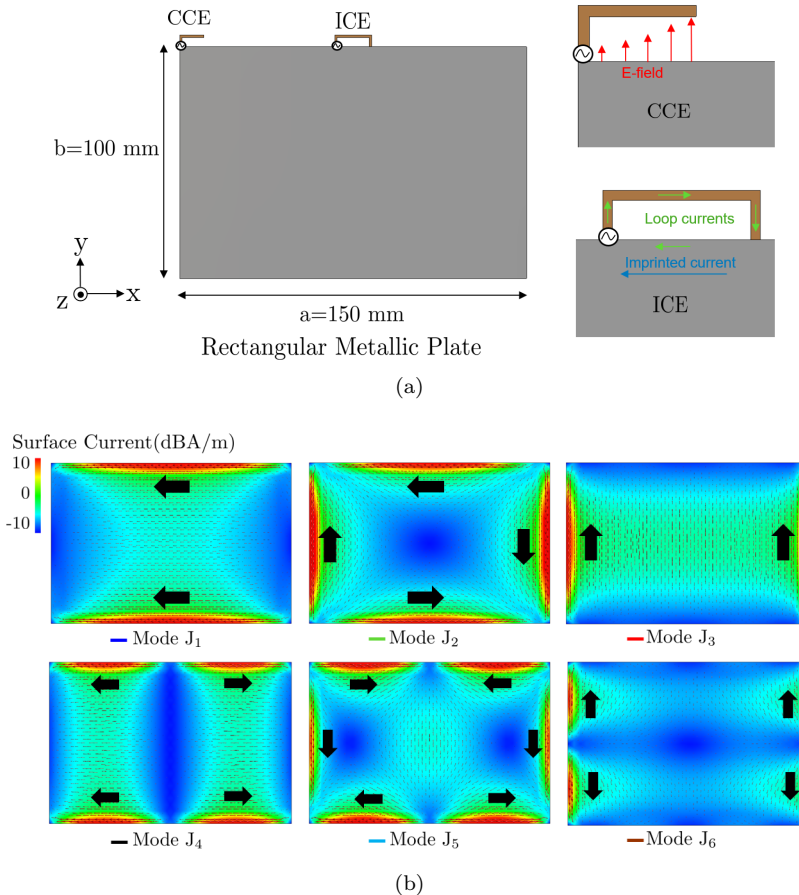 CCE
ICE
E-field
CCE
b=100 mm
Loop currents
Imprinted current
ICE
y
z
x
a=150 mm
Rectangular Metallic Plate
(a)
Surface Current(dBA/m)
10
0
-10
Mode J₁
Mode J₂
Mode J₃
Mode J₄
Mode J₅
Mode J₆
(b)